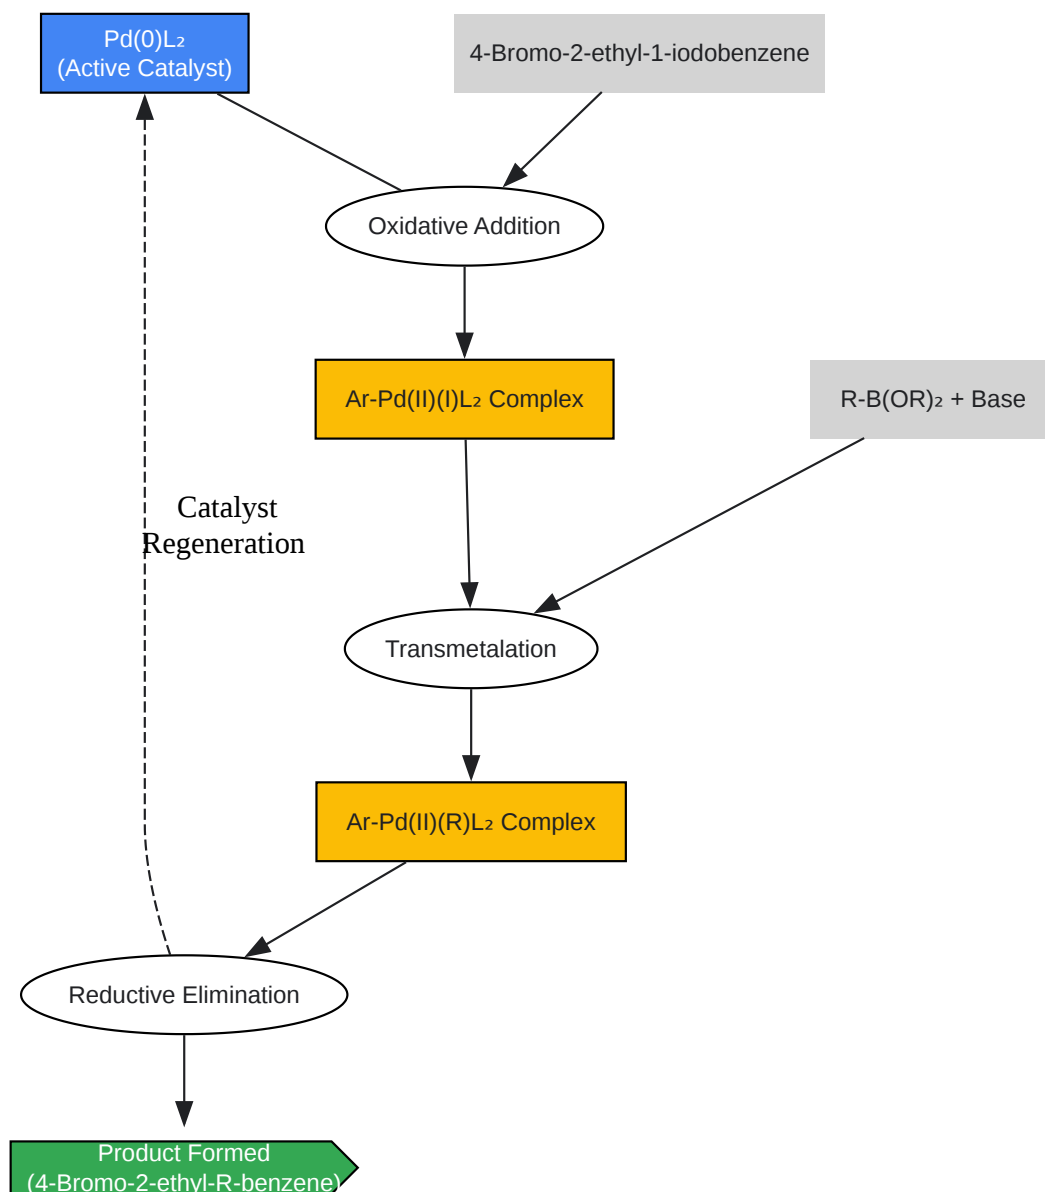 Pd(0)L₂
(Active Catalyst)
4-Bromo-2-ethyl-1-iodobenzene
Oxidative Addition
Ar-Pd(II)(I)L₂ Complex
R-B(OR)₂ + Base
Catalyst
Regeneration
Transmetalation
Ar-Pd(II)(R)L₂ Complex
Reductive Elimination
Product Formed
(4-Bromo-2-ethyl-R-benzene)